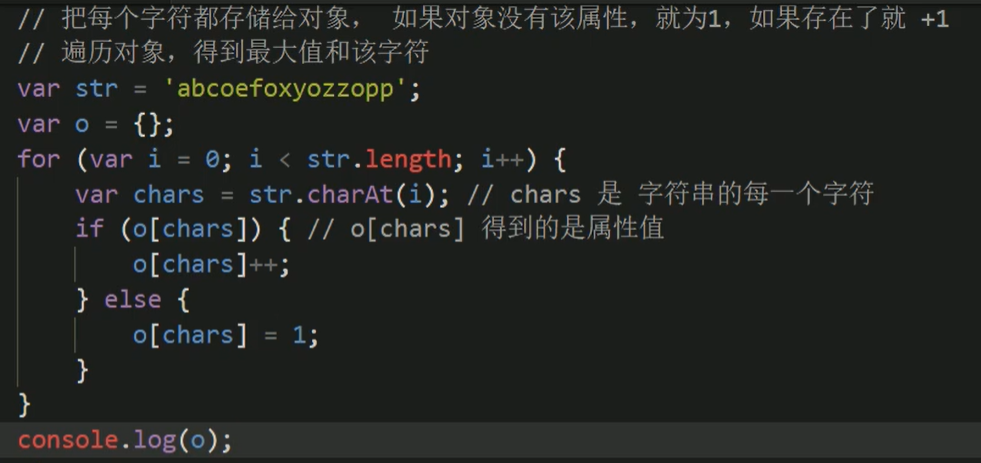 // 把每个字符都存储给对象， 如果对象没有该属性，就为1，如果存在了就 +1
// 遍历对象，得到最大值和该字符
var str = 'abcoefoxyozzopp';
var o = {};
for (var i = 0; i < str.length; i++) {
    var chars = str.charAt(i); // chars 是 字符串的每一个字符
    if (o[chars]) { // o[chars] 得到的是属性值
        o[chars]++;
    } else {
        o[chars] = 1;
    }
}
console.log(o);